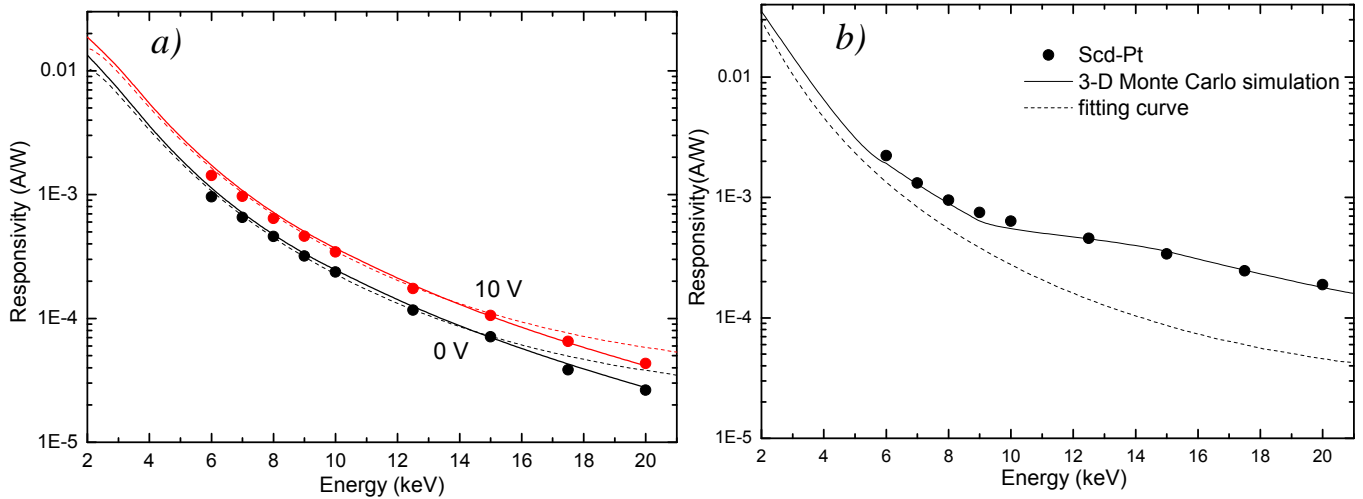 a)
0.01
1E-3
1E-4
1E-5
Responsivity (A/W)
10 V
0 V
2 4 6 8 10 12 14 16 18 20
Energy (keV)
b)
Scd-Pt
3-D Monte Carlo simulation
fitting curve
0.01
1E-3
1E-4
1E-5
Responsivity(A/W)
2 4 6 8 10 12 14 16 18 20
Energy (keV)